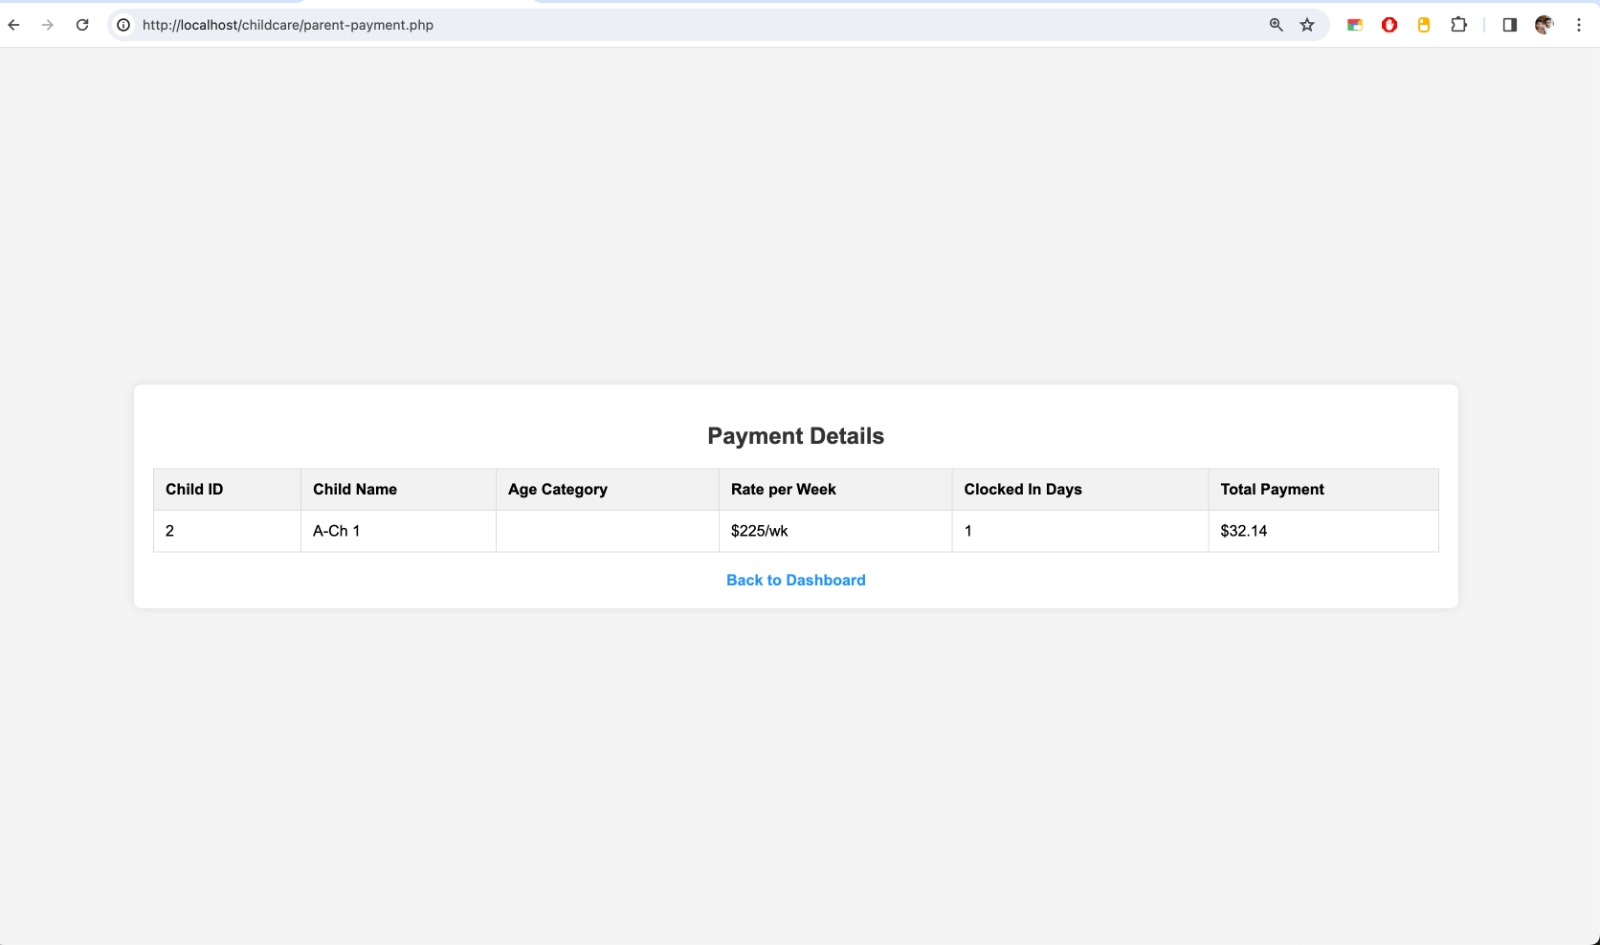 http://localhost/childcare/parent-payment.php
Payment Details
Child ID Child Name Age Category Rate per Week Clocked In Days Total Payment
2 A-Ch 1 $225/wk 1 $32.14
Back to Dashboard